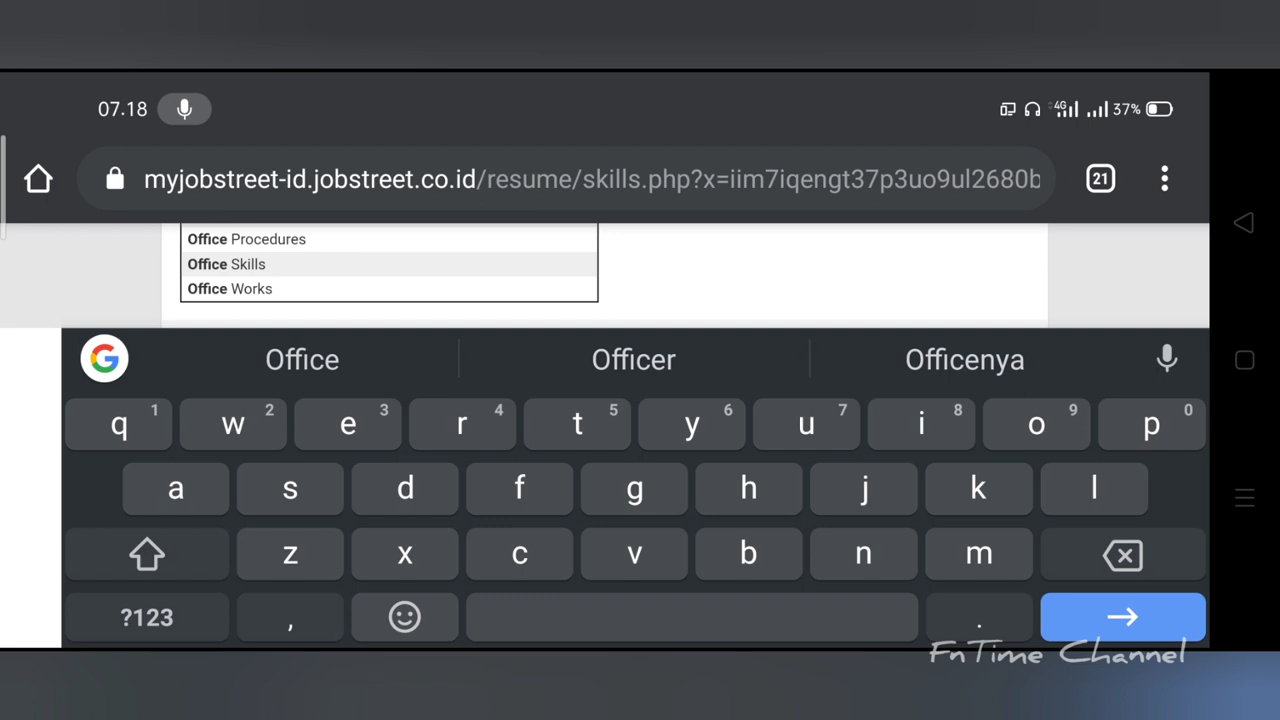 07.18
4G 37%
myjobstreet-id.jobstreet.co.id/resume/skills.php?x=iim7iqengt37p3uo9ul2680b
21
Office Procedures
Office Skills
Office Works
G Office Officer Officenya
q 1 w 2 e 3 r 4 t 5 y 6 u 7 i 8 o 9 p 0
a s d f g h j k l
z x c v b n m
?123 , .
FnTime Channel